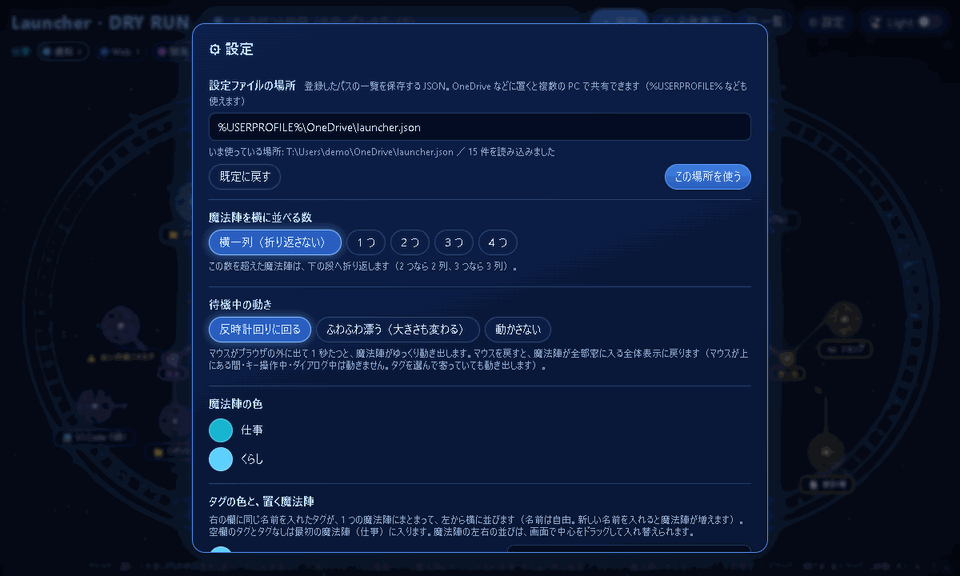 Launcher · DRY RUN
Light
設定
設定ファイルの場所 登録したパスの一覧を保存する JSON。OneDrive などに置くと複数の PC で共有できます（%USERPROFILE% なども
使えます）
%USERPROFILE%\OneDrive\launcher.json
いま使っている場所: T:\Users\demo\OneDrive\launcher.json ／ 15 件を読み込みました
既定に戻す
この場所を使う
魔法陣を横に並べる数
横一列（折り返さない） 1 つ 2 つ 3 つ 4 つ
この数を超えた魔法陣は、下の段へ折り返します（2 つなら 2 列、3 つなら 3 列）。
待機中の動き
反時計回りに回る ふわふわ漂う（大きさも変わる） 動かさない
マウスがブラウザの外に出て 1 秒たつと、魔法陣がゆっくり動き出します。マウスを戻すと、魔法陣が全部窓に入る全体表示に戻ります（マウスが上
にある間・キー操作中・ダイアログ中は動きません。タグを選んで寄っていても動き出します）。
魔法陣の色
仕事
くらし
タグの色と、置く魔法陣
右の欄に同じ名前を入れたタグが、1 つの魔法陣にまとまって、左から横に並びます（名前は自由。新しい名前を入れると魔法陣が増えます）。
空欄のタグとタグなしは最初の魔法陣（仕事）に入ります。魔法陣の左右の並びは、画面で中心をドラッグして入れ替えられます。